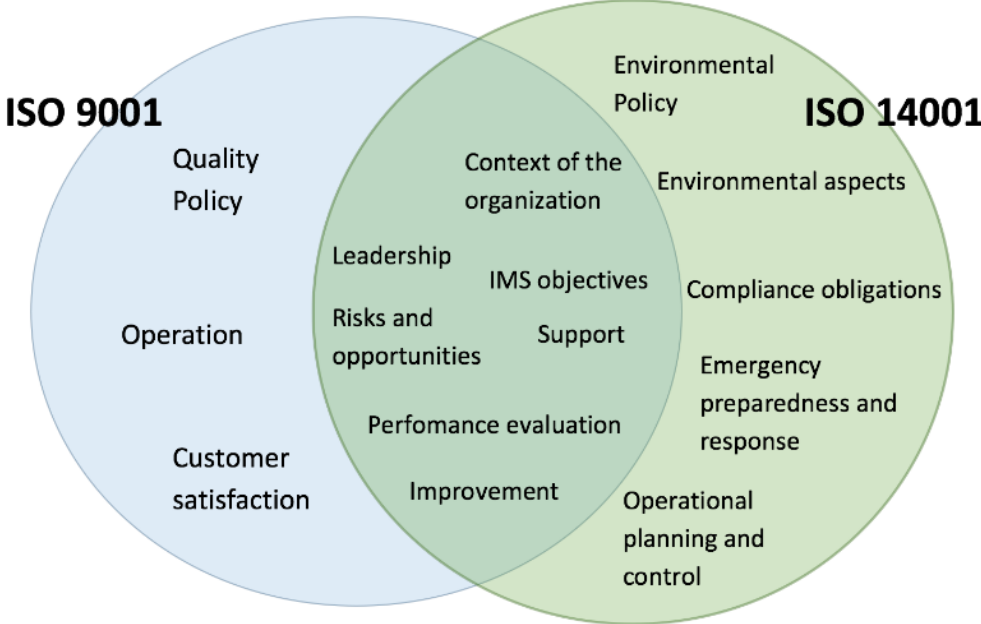 ISO 9001
Quality
Policy
Operation
Customer
satisfaction
Context of the
organization
Leadership
IMS objectives
Risks and
opportunities
Support
Perfomance evaluation
Improvement
ISO 14001
Environmental
Policy
Environmental aspects
Compliance obligations
Emergency
preparedness and
response
Operational
planning and
control